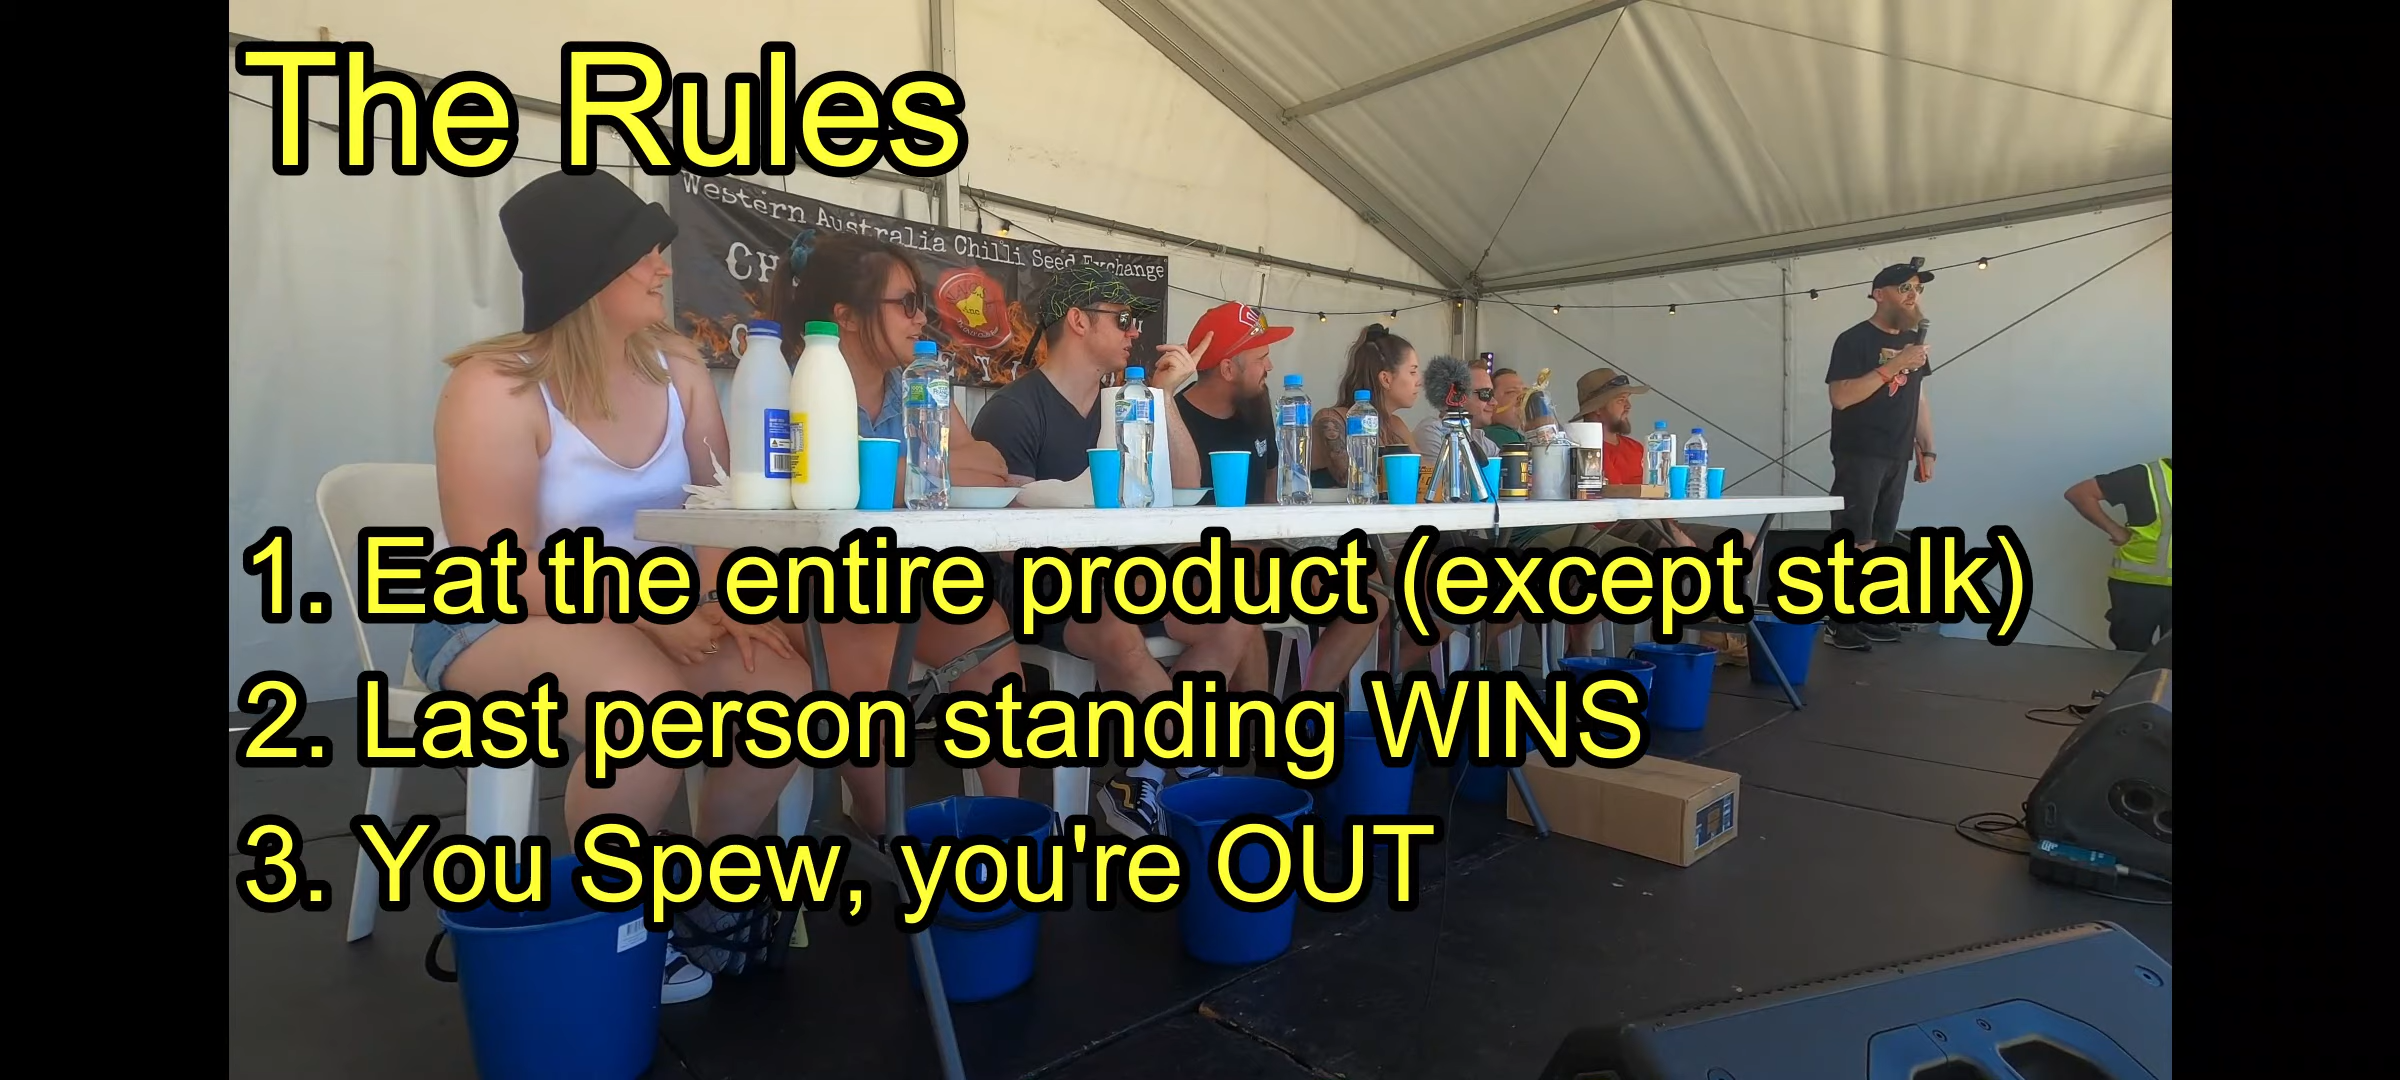 The Rules
Western Australia Chilli Seed Exchange
1. Eat the entire product (except stalk)
2. Last person standing WINS
3. You Spew, you're OUT